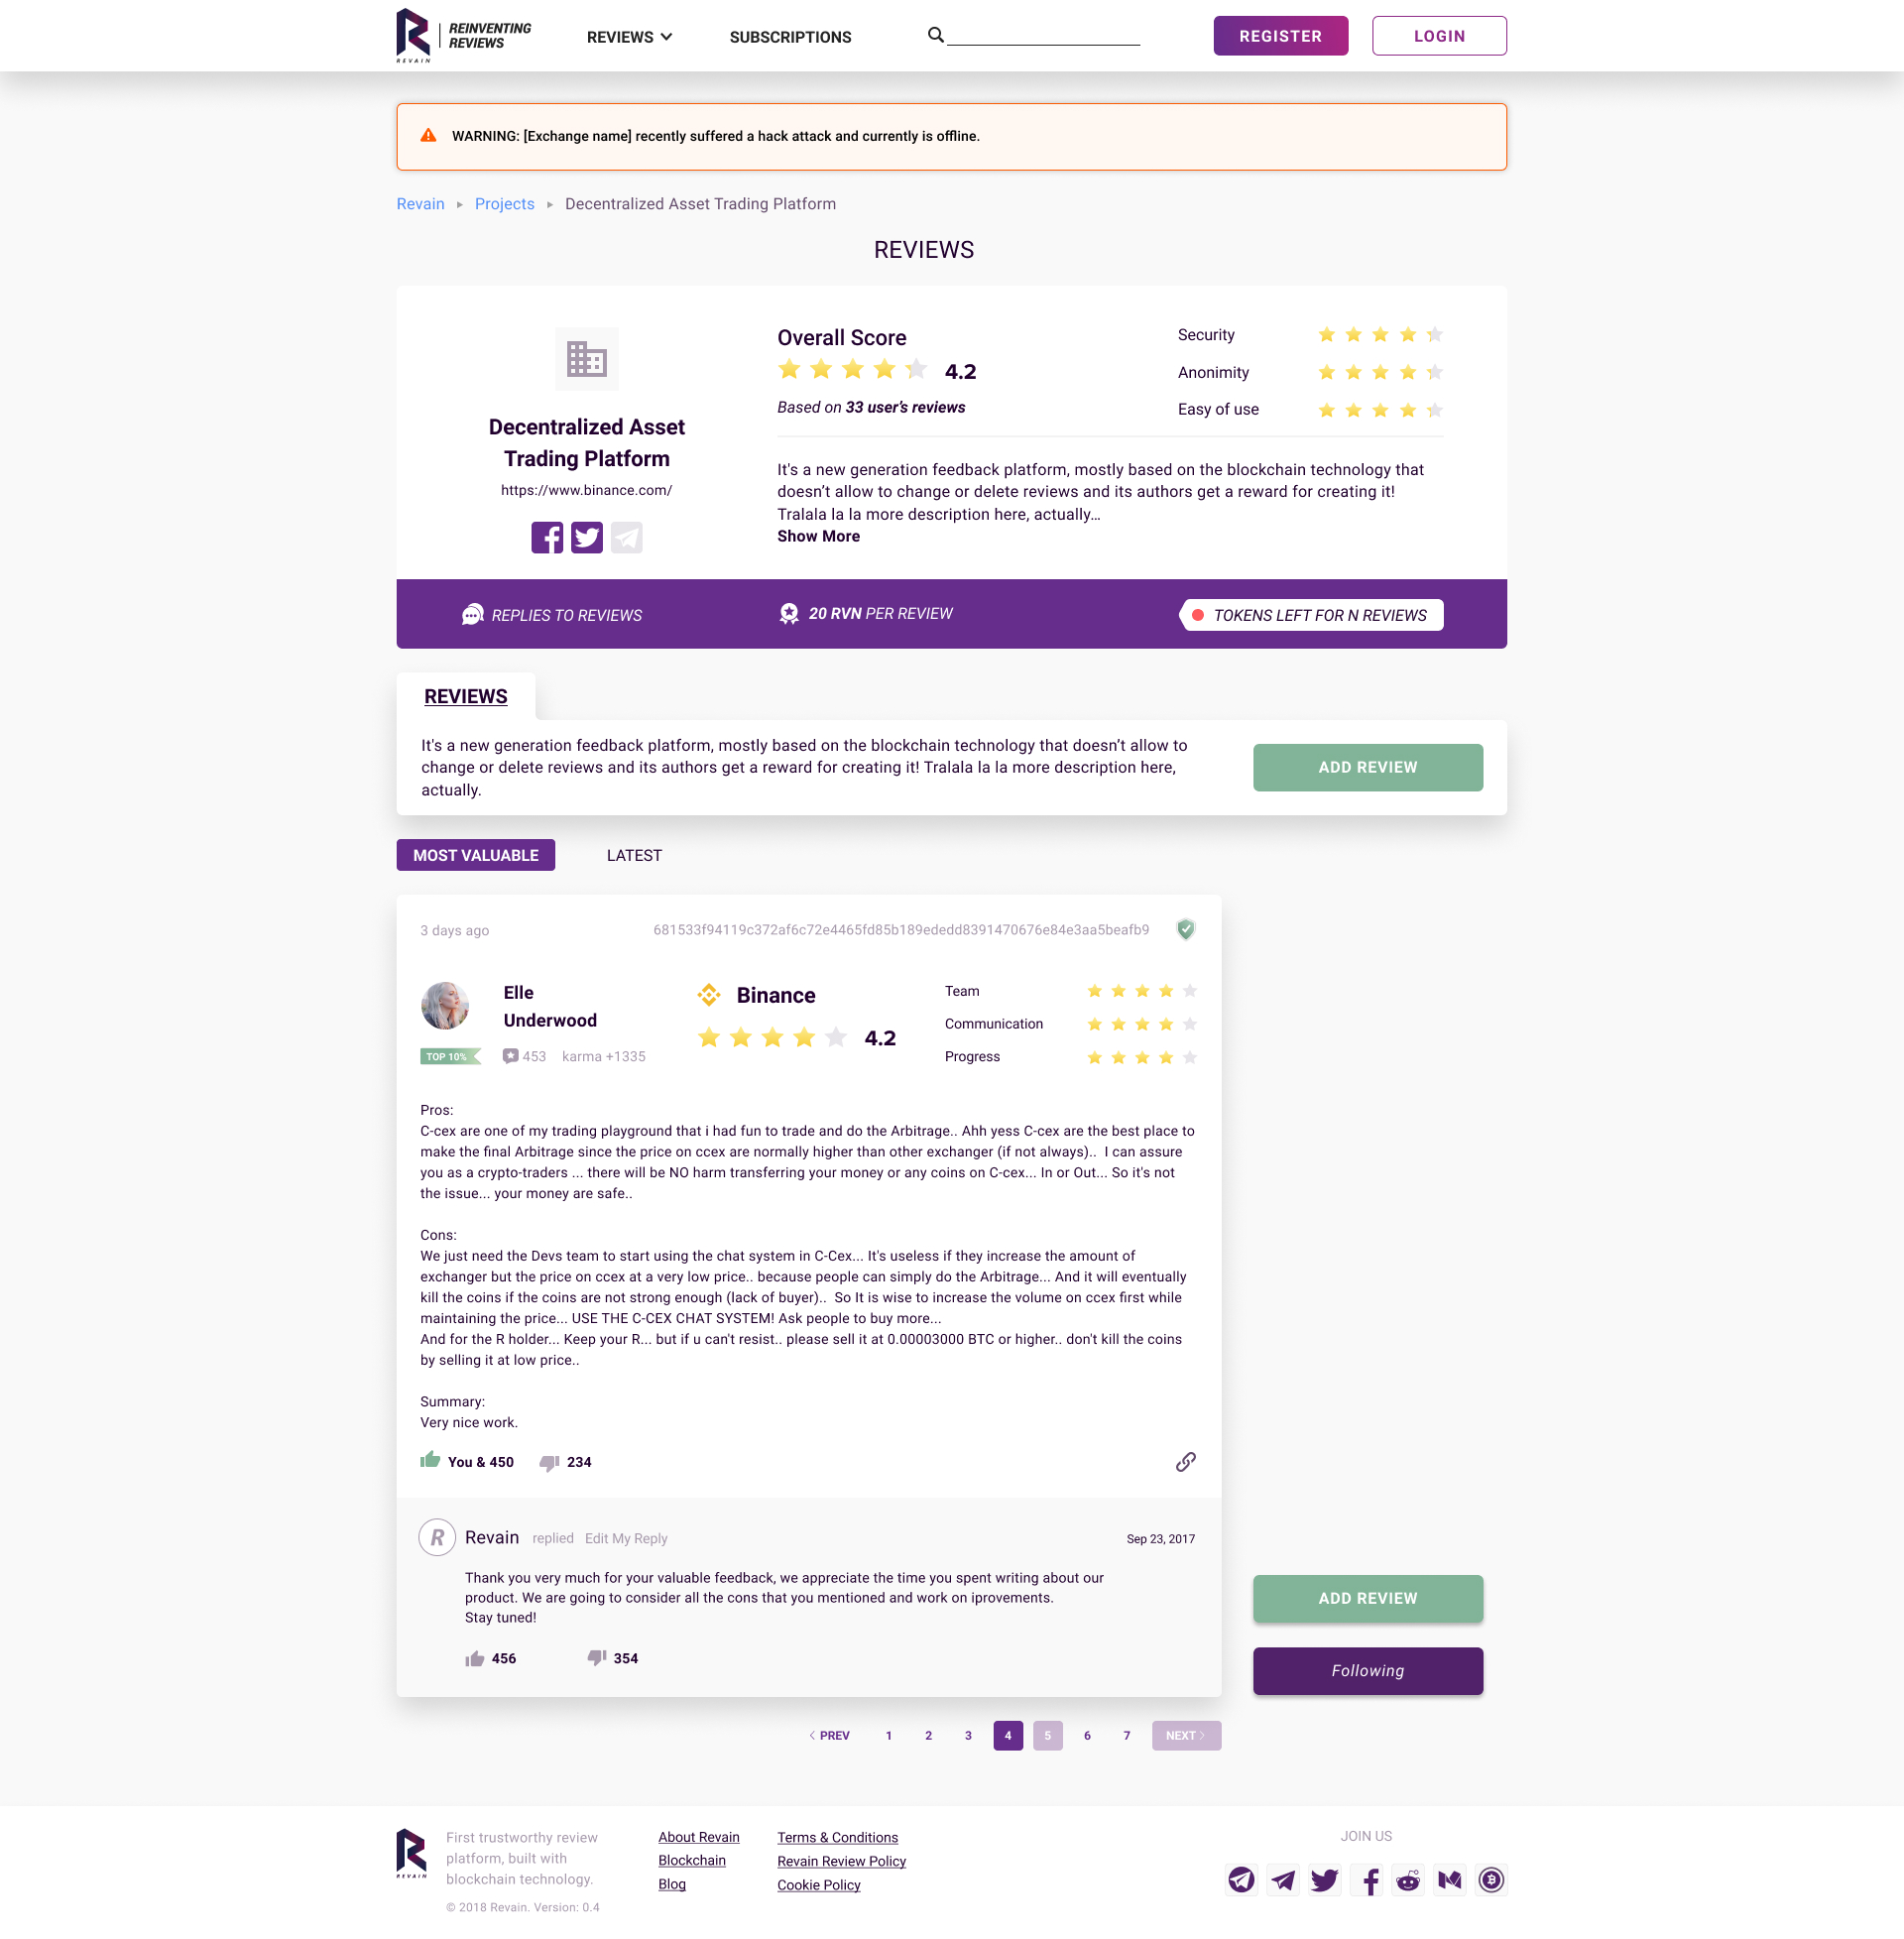 REVAIN
REINVENTING
REVIEWS
REVIEWS
SUBSCRIPTIONS
REGISTER
LOGIN
WARNING: [Exchange name] recently suffered a hack attack and currently is offline.
Revain ▸ Projects ▸ Decentralized Asset Trading Platform
REVIEWS
Decentralized Asset
Trading Platform
https://www.binance.com/
Overall Score
4.2
Based on 33 user’s reviews
Security
Anonimity
Easy of use
It's a new generation feedback platform, mostly based on the blockchain technology that
doesn’t allow to change or delete reviews and its authors get a reward for creating it!
Tralala la la more description here, actually…
Show More
REPLIES TO REVIEWS
20 RVN PER REVIEW
TOKENS LEFT FOR N REVIEWS
REVIEWS
It's a new generation feedback platform, mostly based on the blockchain technology that doesn’t allow to
change or delete reviews and its authors get a reward for creating it! Tralala la la more description here,
actually.
ADD REVIEW
MOST VALUABLE
LATEST
3 days ago
681533f94119c372af6c72e4465fd85b189ededd8391470676e84e3aa5beafb9
Elle
Underwood
TOP 10%
453
karma +1335
Binance
4.2
Team
Communication
Progress
Pros:
C-cex are one of my trading playground that i had fun to trade and do the Arbitrage.. Ahh yess C-cex are the best place to
make the final Arbitrage since the price on ccex are normally higher than other exchanger (if not always).. I can assure
you as a crypto-traders ... there will be NO harm transferring your money or any coins on C-cex... In or Out... So it's not
the issue... your money are safe..
Cons:
We just need the Devs team to start using the chat system in C-Cex... It's useless if they increase the amount of
exchanger but the price on ccex at a very low price.. because people can simply do the Arbitrage... And it will eventually
kill the coins if the coins are not strong enough (lack of buyer).. So It is wise to increase the volume on ccex first while
maintaining the price... USE THE C-CEX CHAT SYSTEM! Ask people to buy more...
And for the R holder... Keep your R... but if u can't resist.. please sell it at 0.00003000 BTC or higher.. don't kill the coins
by selling it at low price..
Summary:
Very nice work.
You & 450
234
R
Revain
replied
Edit My Reply
Sep 23, 2017
Thank you very much for your valuable feedback, we appreciate the time you spent writing about our
product. We are going to consider all the cons that you mentioned and work on iprovements.
Stay tuned!
456
354
ADD REVIEW
Following
PREV 1 2 3 4 5 6 7 NEXT
REVAIN
First trustworthy review
platform, built with
blockchain technology.
© 2018 Revain. Version: 0.4
About Revain
Blockchain
Blog
Terms & Conditions
Revain Review Policy
Cookie Policy
JOIN US